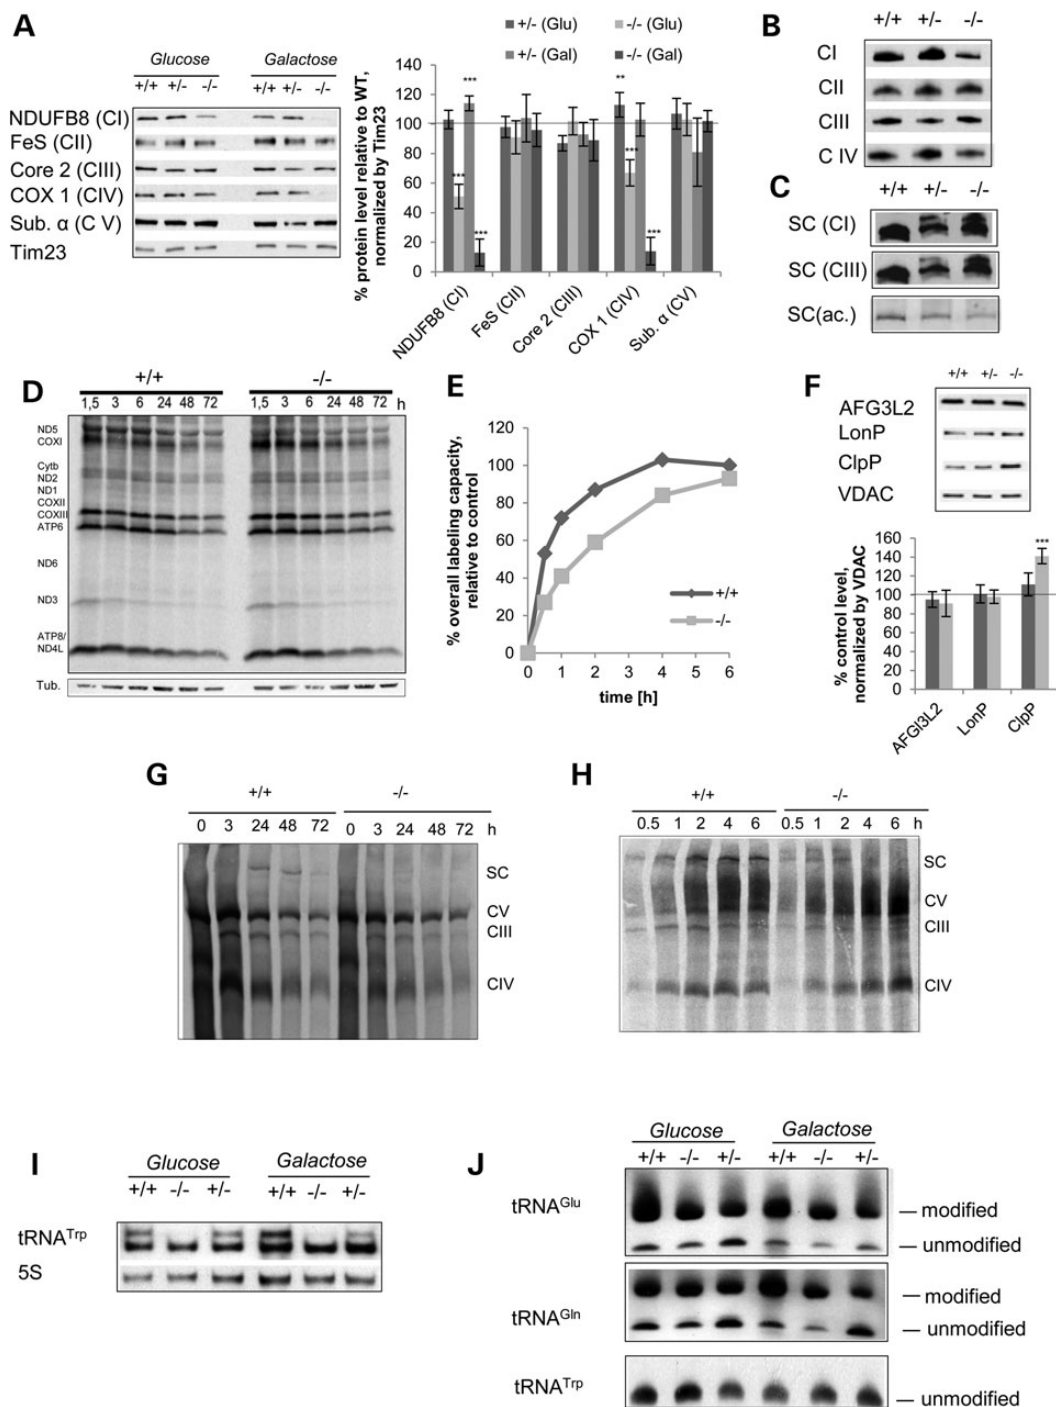 A
Glucose Galactose
+/+ +/- -/- +/+ +/- -/-
NDUFB8 (CI)
FeS (CII)
Core 2 (CIII)
COX 1 (CIV)
Sub. α (C V)
Tim23
+/- (Glu) -/- (Glu)
+/- (Gal) -/- (Gal)
% protein level relative to WT,
normalized by Tim23
140
120
100
80
60
40
20
0
*** *** *** ** *** ***
NDUFB8 (CI)
FeS (CII)
Core 2 (CIII)
COX 1 (CIV)
Sub. α (CV)
B
+/+ +/- -/-
CI
CII
CIII
C IV
C
+/+ +/- -/-
SC (CI)
SC (CIII)
SC(ac.)
D
+/+ -/-
1,5 3 6 24 48 72 1,5 3 6 24 48 72 h
ND5
COXI
Cytb
ND2
ND1
COXII
COXIII
ATP6
ND6
ND3
ATP8/
ND4L
Tub.
E
% overall labeling capacity,
relative to control
120
100
80
60
40
20
0
0 1 2 4 6
time [h]
+/+
-/-
F
+/+ +/- -/-
AFG3L2
LonP
ClpP
VDAC
% control level,
normalized by VDAC
160
140
120
100
80
60
40
20
0
***
AFGl3L2
LonP
ClpP
G
+/+ -/-
0 3 24 48 72 0 3 24 48 72 h
SC
CV
CIII
CIV
H
+/+ -/-
0.5 1 2 4 6 0.5 1 2 4 6 h
SC
CV
CIII
CIV
I
Glucose Galactose
+/+ -/- +/- +/+ -/- +/-
tRNATrp
5S
J
Glucose Galactose
+/+ -/- +/- +/+ -/- +/-
tRNAGlu
— modified
— unmodified
tRNAGln
— modified
— unmodified
tRNATrp
— unmodified